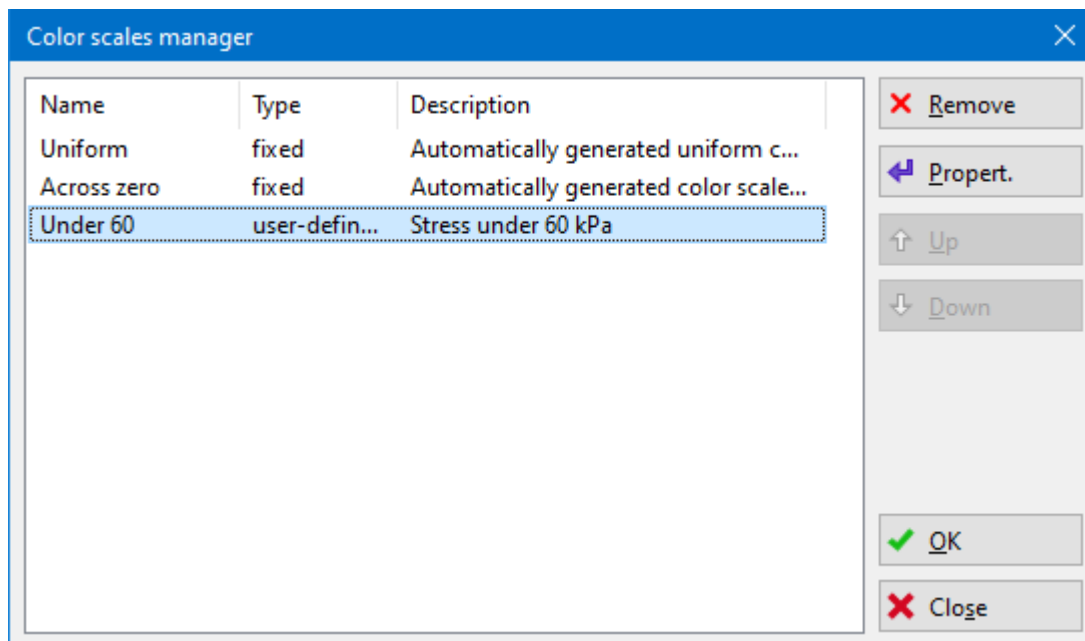 Color scales manager
Name Type Description
Uniform fixed Automatically generated uniform c...
Across zero fixed Automatically generated color scale...
Under 60 user-defin... Stress under 60 kPa
Remove
Propert.
Up
Down
OK
Close